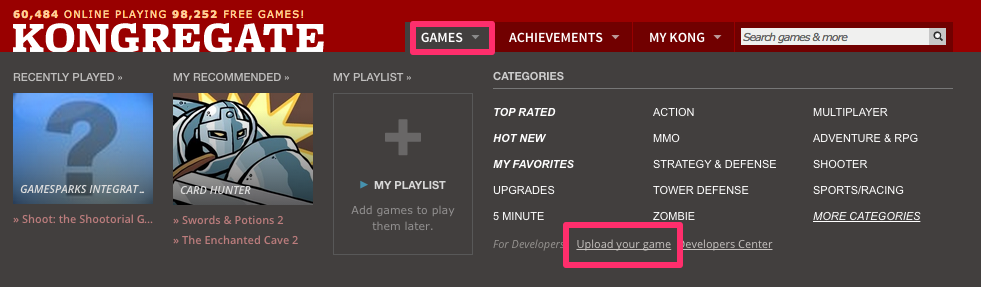 60,484 ONLINE PLAYING 98,252 FREE GAMES!
KONGREGATE
GAMES
ACHIEVEMENTS
MY KONG
Search games & more
RECENTLY PLAYED »
MY RECOMMENDED »
MY PLAYLIST »
CATEGORIES
GAMESPARKS INTEGRAT...
» Shoot: the Shootorial G...
CARD HUNTER
» Swords & Potions 2
» The Enchanted Cave 2
MY PLAYLIST
Add games to play
them later.
TOP RATED
ACTION
MULTIPLAYER
HOT NEW
MMO
ADVENTURE & RPG
MY FAVORITES
STRATEGY & DEFENSE
SHOOTER
UPGRADES
TOWER DEFENSE
SPORTS/RACING
5 MINUTE
ZOMBIE
MORE CATEGORIES
For Developers Upload your game Developers Center